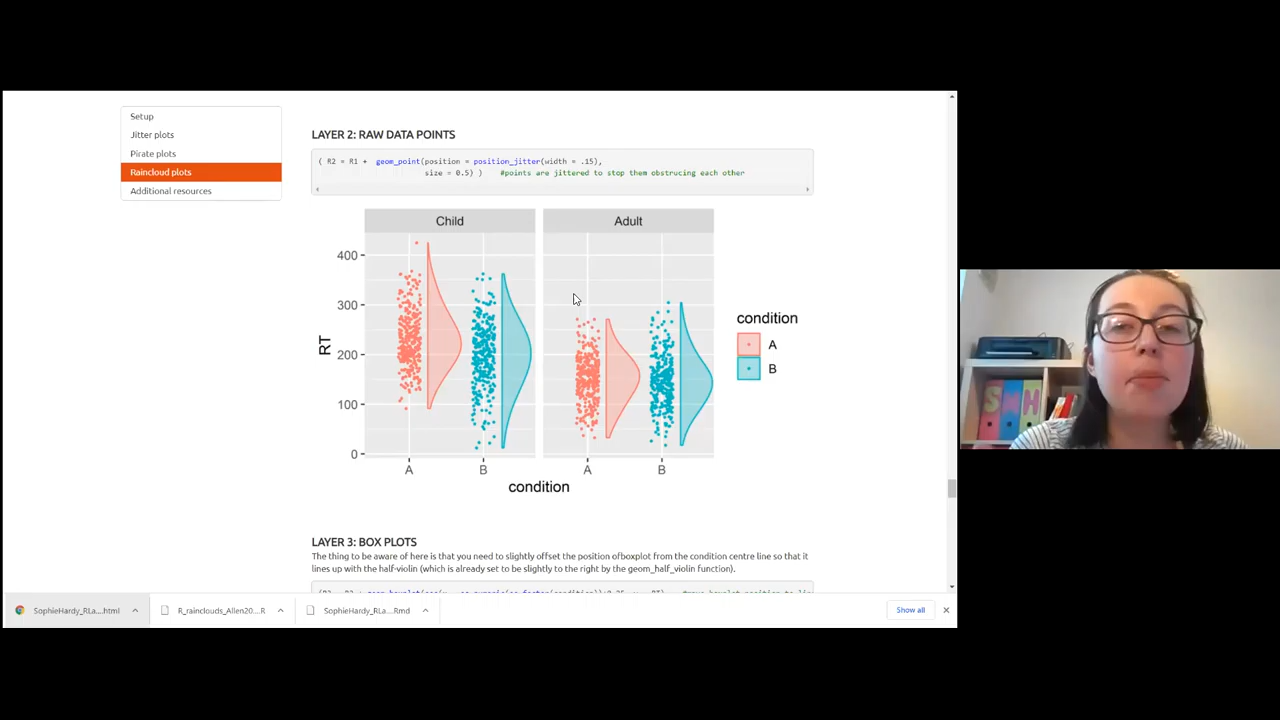 Setup
Jitter plots
Pirate plots
Raincloud plots
Additional resources
LAYER 2: RAW DATA POINTS
( R2 = R1 + geom_point(position = position_jitter(width = .15),
size = 0.5) ) #points are jittered to stop them obstrucing each other
Child
Adult
400
300
200
100
0
RT
A
B
A
B
condition
condition
A
B
SMH
LAYER 3: BOX PLOTS
The thing to be aware of here is that you need to slightly offset the position ofboxplot from the condition centre line so that it
lines up with the half-violin (which is already set to be slightly to the right by the geom_half_violin function).
SophieHardy_RLa....html
R_rainclouds_Allen20....R
SophieHardy_RLa....Rmd
Show all